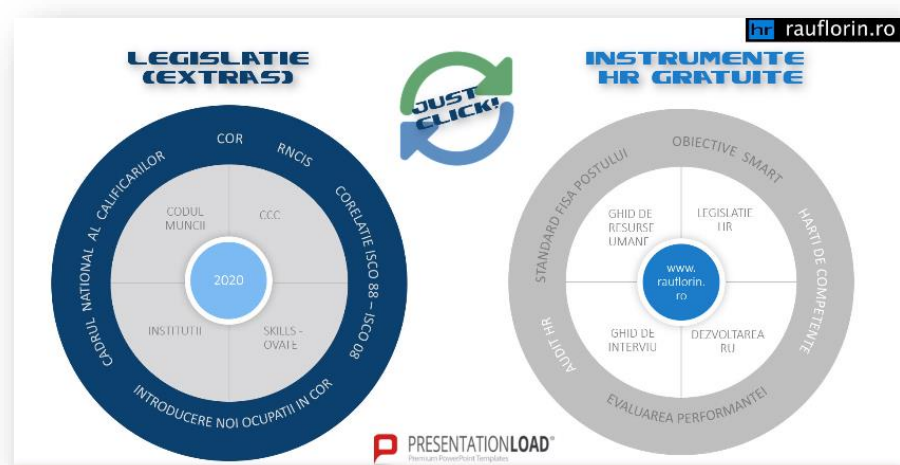 hr rauflorin.ro
LEGISLATIE
(EXTRAS)
JUST
CLICK!
INSTRUMENTE
HR GRATUITE
CADRUL NATIONAL AL CALIFICARILOR
COR
RNCIS
CORELATIE ISCO 88 – ISCO 08
INTRODUCERE NOI OCUPATII IN COR
CODUL
MUNCII
CCC
2020
INSTITUTII
SKILLS -
OVATE
AUDIT HR
STANDARD FISA POSTULUI
OBIECTIVE SMART
HARTI DE COMPETENTE
EVALUAREA PERFORMANTEI
GHID DE
RESURSE
UMANE
LEGISLATIE
HR
www.
rauflorin.
ro
GHID DE
INTERVIU
DEZVOLTAREA
RU
PRESENTATIONLOAD®
Premium PowerPoint Templates